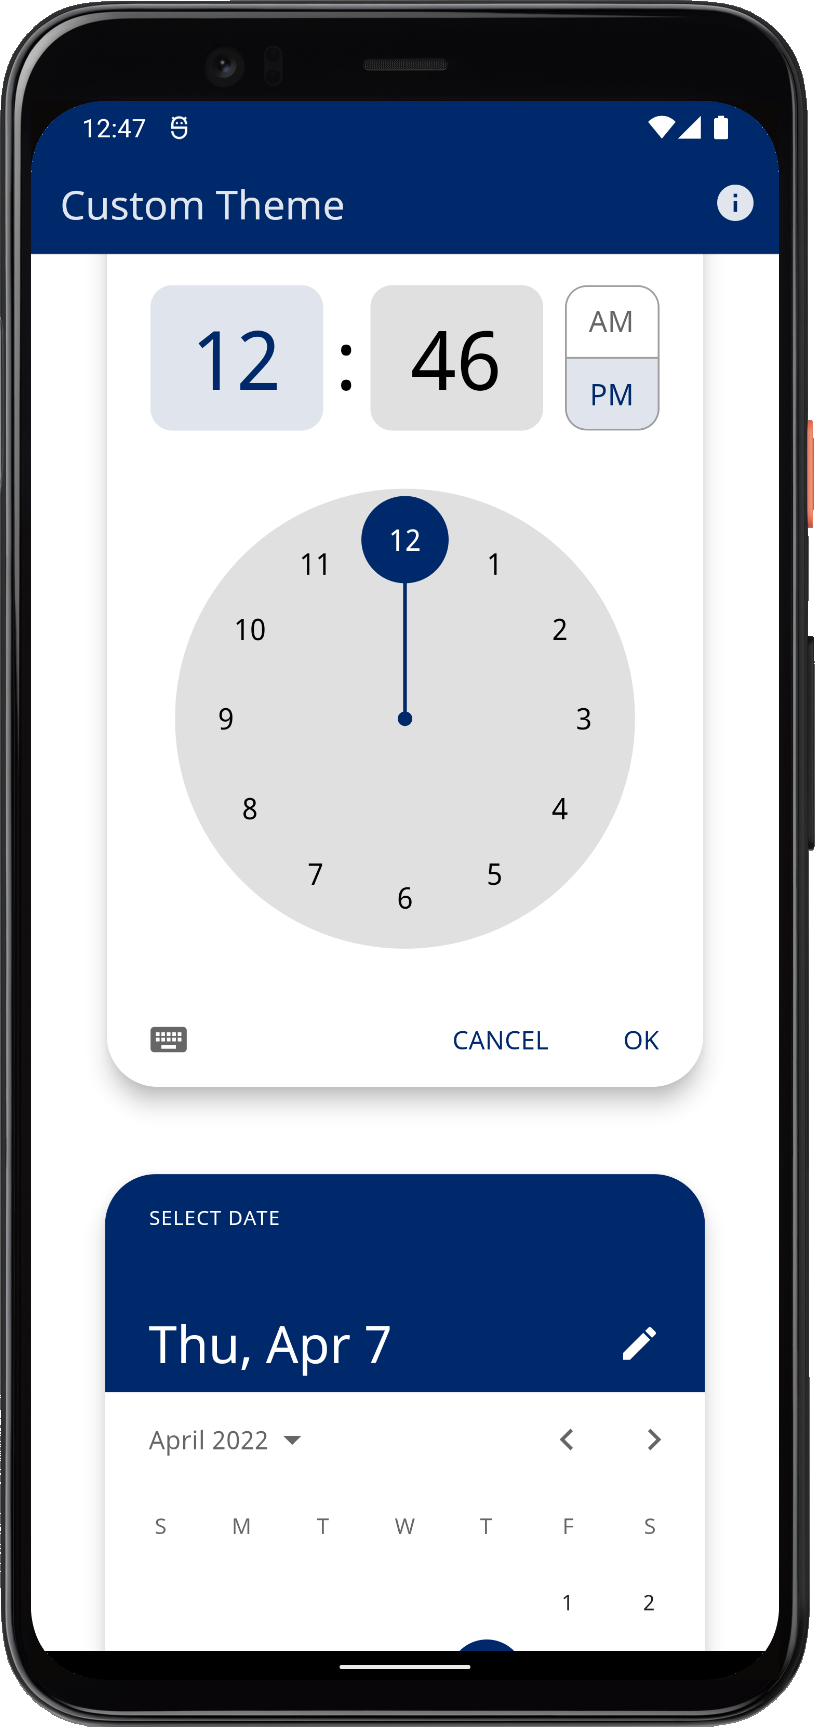 12:47
Custom Theme
12 : 46
AM
PM
12
11 1
10 2
9 3
8 4
7 5
6
CANCEL OK
SELECT DATE
Thu, Apr 7
April 2022
S M T W T F S
1 2